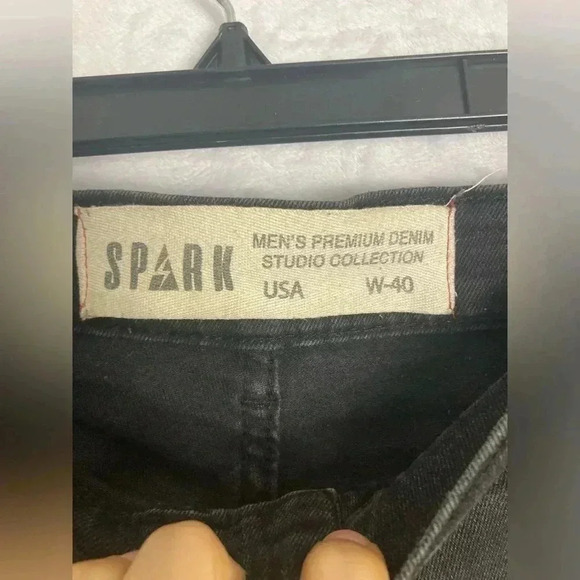 SPARK
MEN'S PREMIUM DENIM
STUDIO COLLECTION
USA W-40